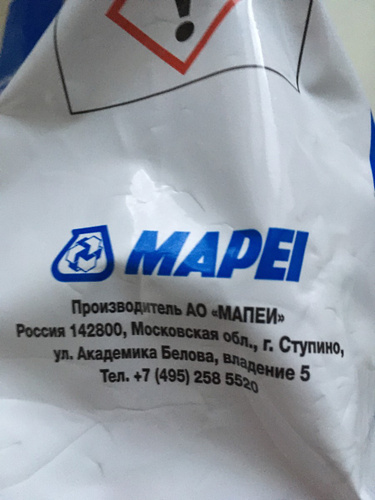 MAPEI
Производитель АО «МАПЕИ»
Россия 142800, Московская обл., г. Ступино,
ул. Академика Белова, владение 5
Тел. +7 (495) 258 5520